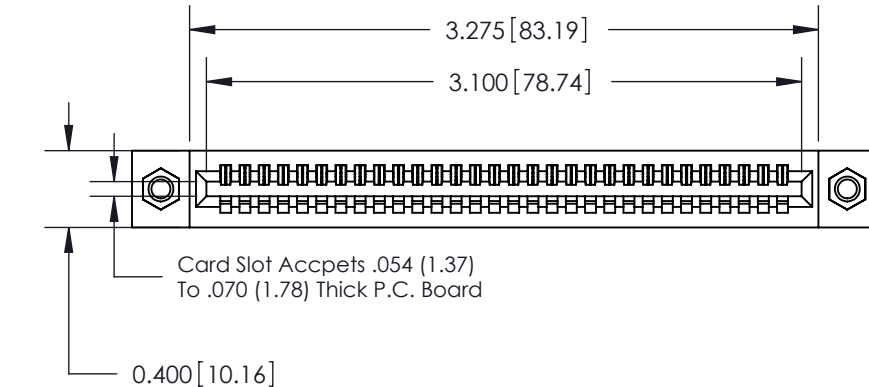 3.275[83.19]
3.100[78.74]
Card Slot Accpets .054 (1.37)
To .070 (1.78) Thick P.C. Board
0.400[10.16]